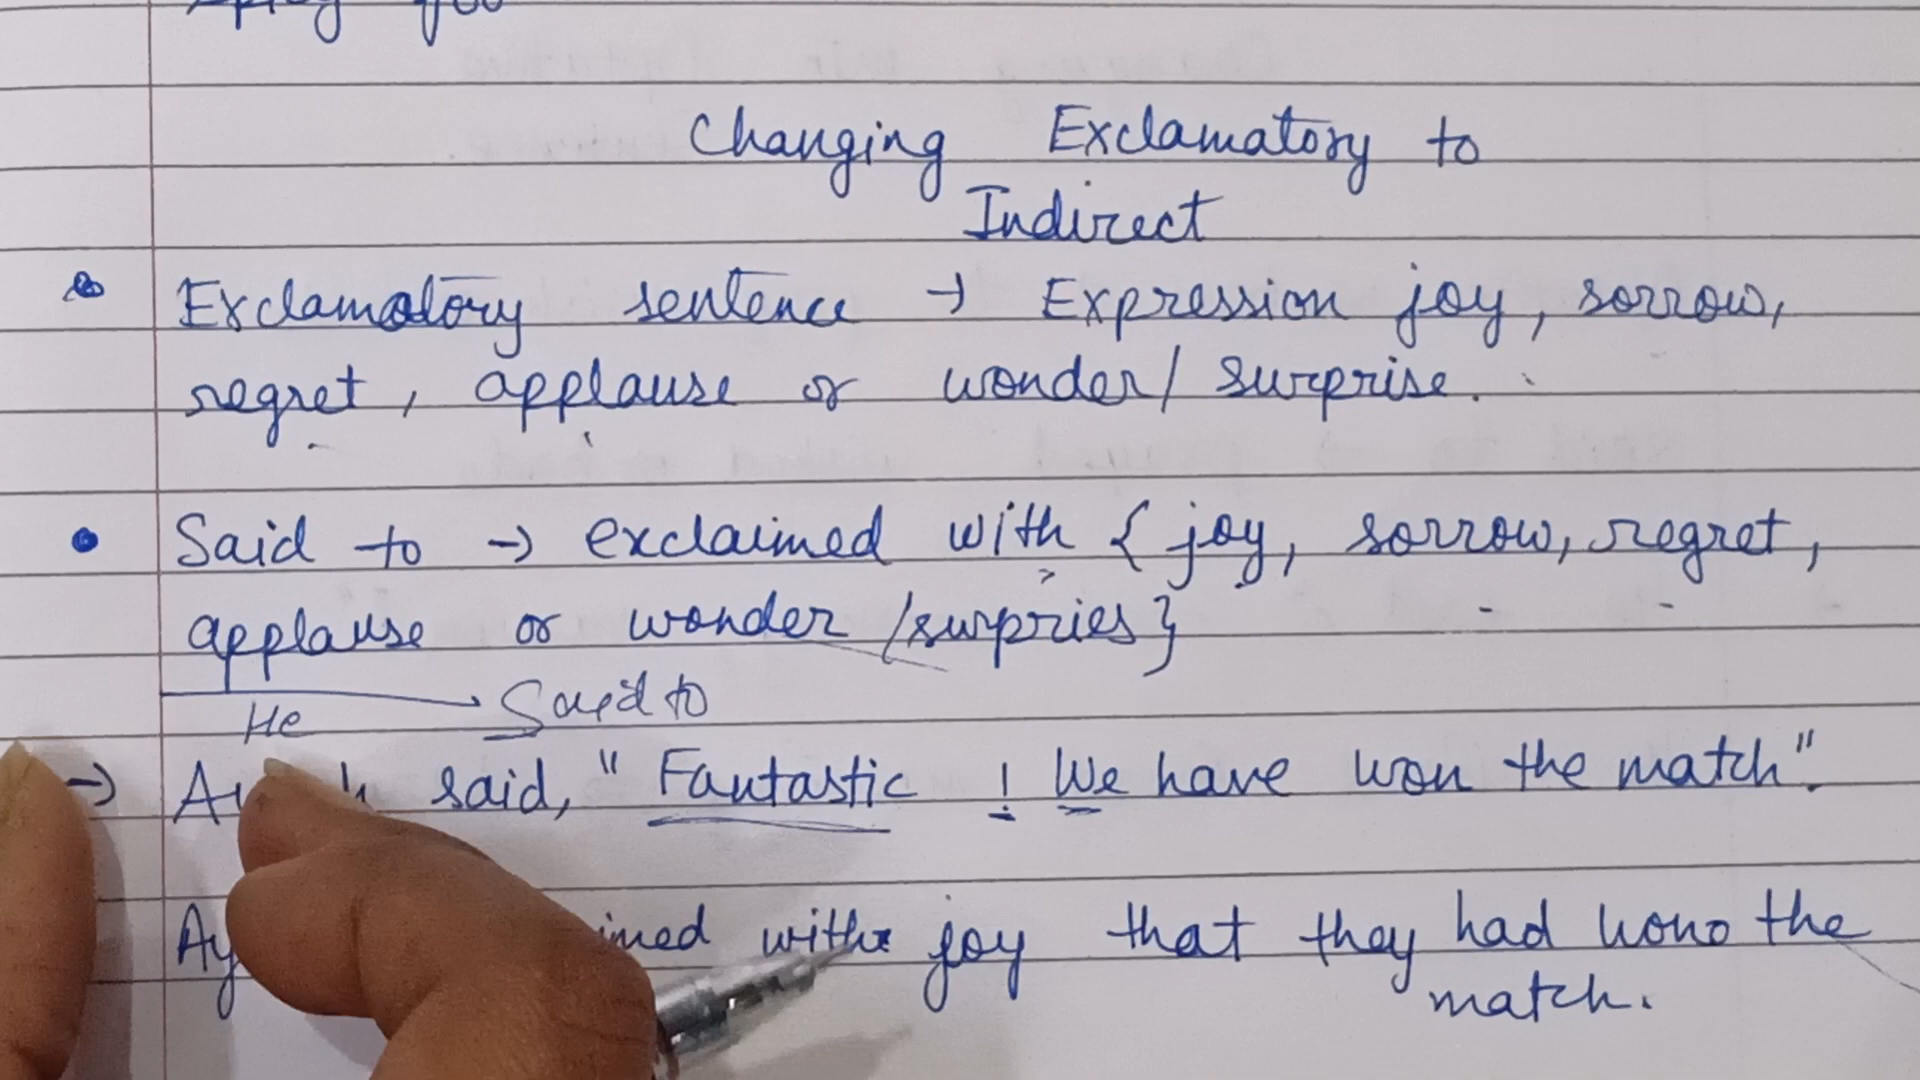 Changing Exclamatory to
Indirect
Exclamatory sentence → Expression joy, sorrow,
regret, applause or wonder/ surprise.
Said to → exclaimed with { joy, sorrow, regret,
applause or wonder /surpries}
Said to
He
→ said, " Fantastic ! We have won the match".
with joy that they had wono the
match.